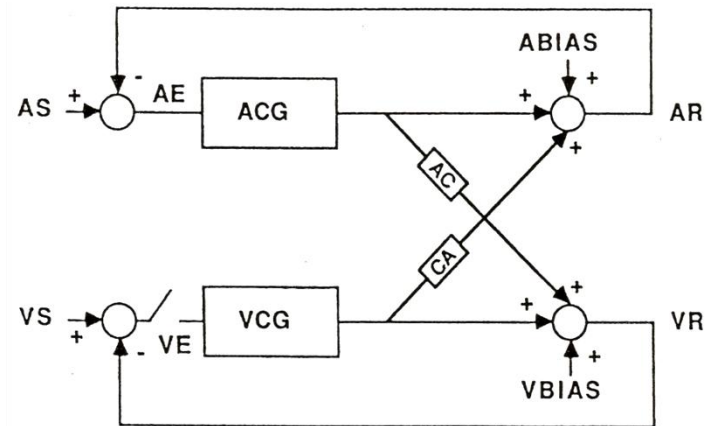 ABIAS
- AE + +
AS + ACG AR
+
AC
CA
+
VS VCG + VR
+ - VE +
VBIAS